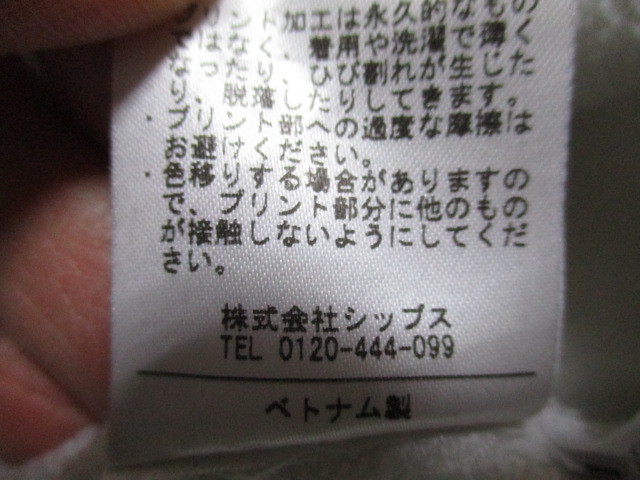 プリント加工は永久的なもの
ではなく、着用や洗濯で薄く
なったり、ひび割れが生じた
り、脱落したりしてきます。
・プリント部への過度な摩擦は
お避けください。
・色移りする場合がありますの
で、プリント部分に他のもの
が接触しないようにしてくだ
さい。
株式会社シップス
TEL 0120-444-099
ベトナム製